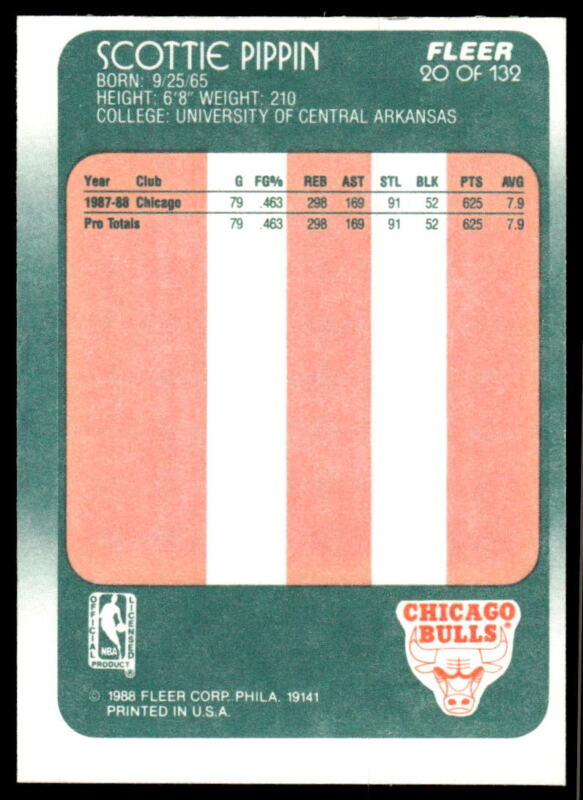 SCOTTIE PIPPIN
FLEER
20 OF 132
BORN: 9/25/65
HEIGHT: 6'8" WEIGHT: 210
COLLEGE: UNIVERSITY OF CENTRAL ARKANSAS
Year Club G FG% REB AST STL BLK PTS AVG
1987-88 Chicago 79 .463 298 169 91 52 625 7.9
Pro Totals 79 .463 298 169 91 52 625 7.9
OFFICIAL LICENSED
NBA
PRODUCT
CHICAGO
BULLS
© 1988 FLEER CORP. PHILA. 19141
PRINTED IN U.S.A.